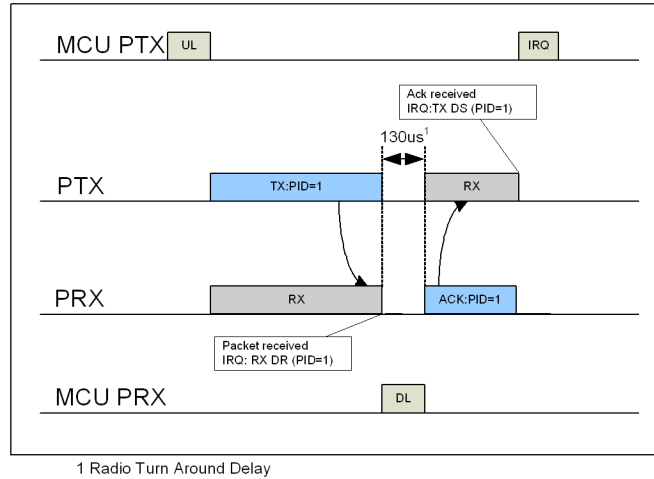 MCU PTX
UL
IRQ
Ack received
IRQ:TX DS (PID=1)
130us1
PTX
TX:PID=1
RX
PRX
RX
ACK:PID=1
Packet received
IRQ: RX DR (PID=1)
MCU PRX
DL
1 Radio Turn Around Delay